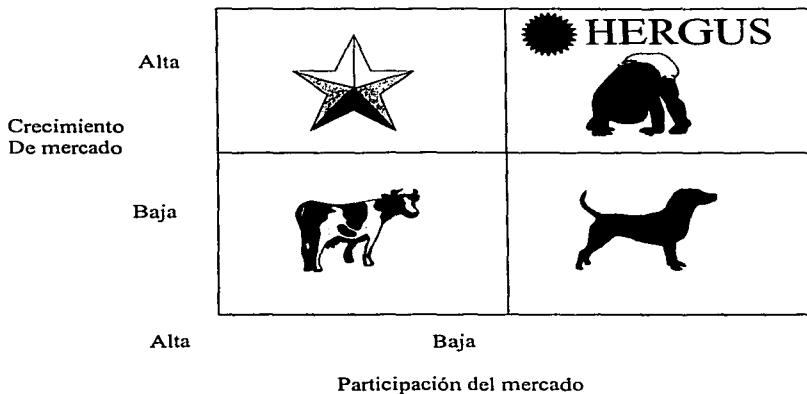 HERGUS
Alta
Crecimiento
De mercado
Baja
Alta Baja
Participación del mercado